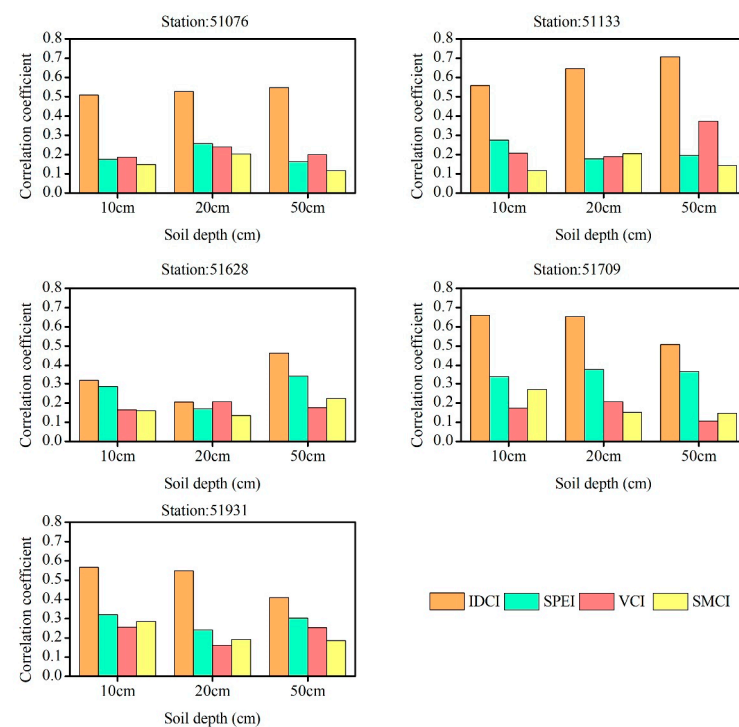 Station:51076
Correlation coefficient
0.8
0.7
0.6
0.5
0.4
0.3
0.2
0.1
0.0
10cm 20cm 50cm
Soil depth (cm)
Station:51133
Correlation coefficient
0.8
0.7
0.6
0.5
0.4
0.3
0.2
0.1
0.0
10cm 20cm 50cm
Soil depth (cm)
Station:51628
Correlation coefficient
0.8
0.7
0.6
0.5
0.4
0.3
0.2
0.1
0.0
10cm 20cm 50cm
Soil depth (cm)
Station:51709
Correlation coefficient
0.8
0.7
0.6
0.5
0.4
0.3
0.2
0.1
0.0
10cm 20cm 50cm
Soil depth (cm)
Station:51931
Correlation coefficient
0.8
0.7
0.6
0.5
0.4
0.3
0.2
0.1
0.0
10cm 20cm 50cm
Soil depth (cm)
IDCI SPEI VCI SMCI